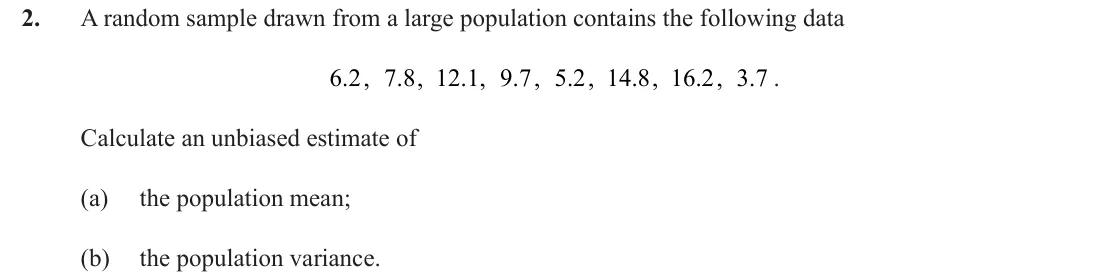 2. A random sample drawn from a large population contains the following data
6.2, 7.8, 12.1, 9.7, 5.2, 14.8, 16.2, 3.7 .
Calculate an unbiased estimate of
(a) the population mean;
(b) the population variance.